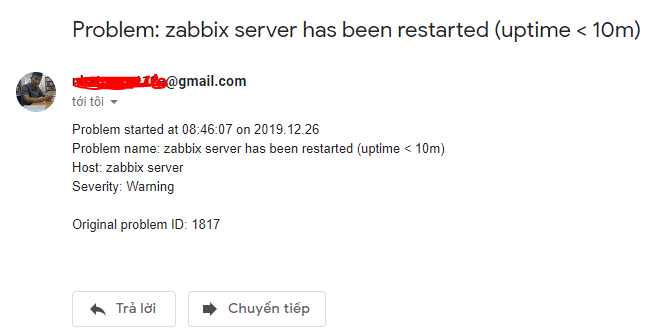 Problem: zabbix server has been restarted (uptime < 10m)
@gmail.com
tới tôi
Problem started at 08:46:07 on 2019.12.26
Problem name: zabbix server has been restarted (uptime < 10m)
Host: zabbix server
Severity: Warning
Original problem ID: 1817
Trả lời
Chuyển tiếp